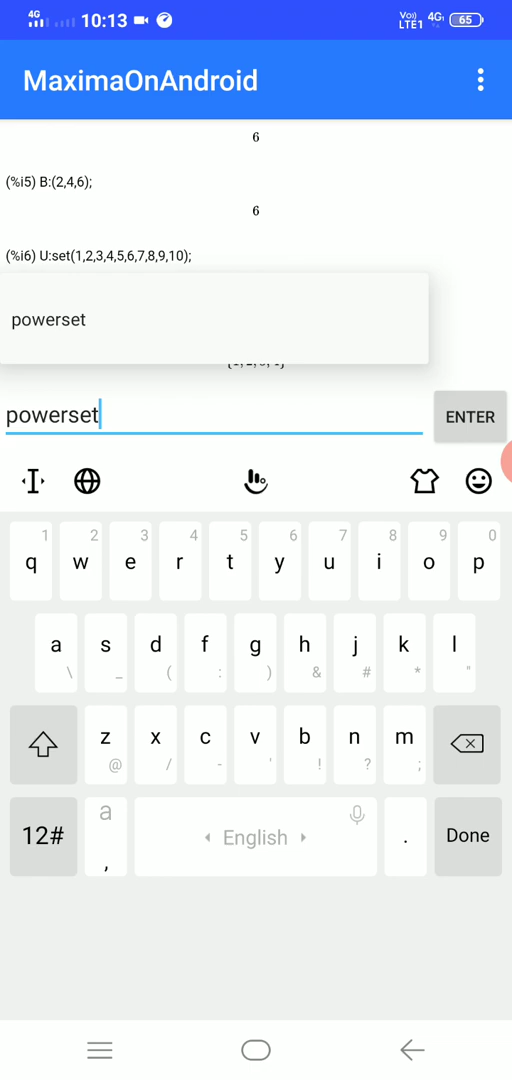 4G 10:13 Vo)) LTE1 4G 65
MaximaOnAndroid
6
(%i5) B:(2,4,6);
6
(%i6) U:set(1,2,3,4,5,6,7,8,9,10);
powerset
powerset ENTER
1 2 3 4 5 6 7 8 9 0
q w e r t y u i o p
a s d f g h j k l
\ _ ( : ) & # * "
z x c v b n m
@ / - ' ! ? ;
12# a , English . Done